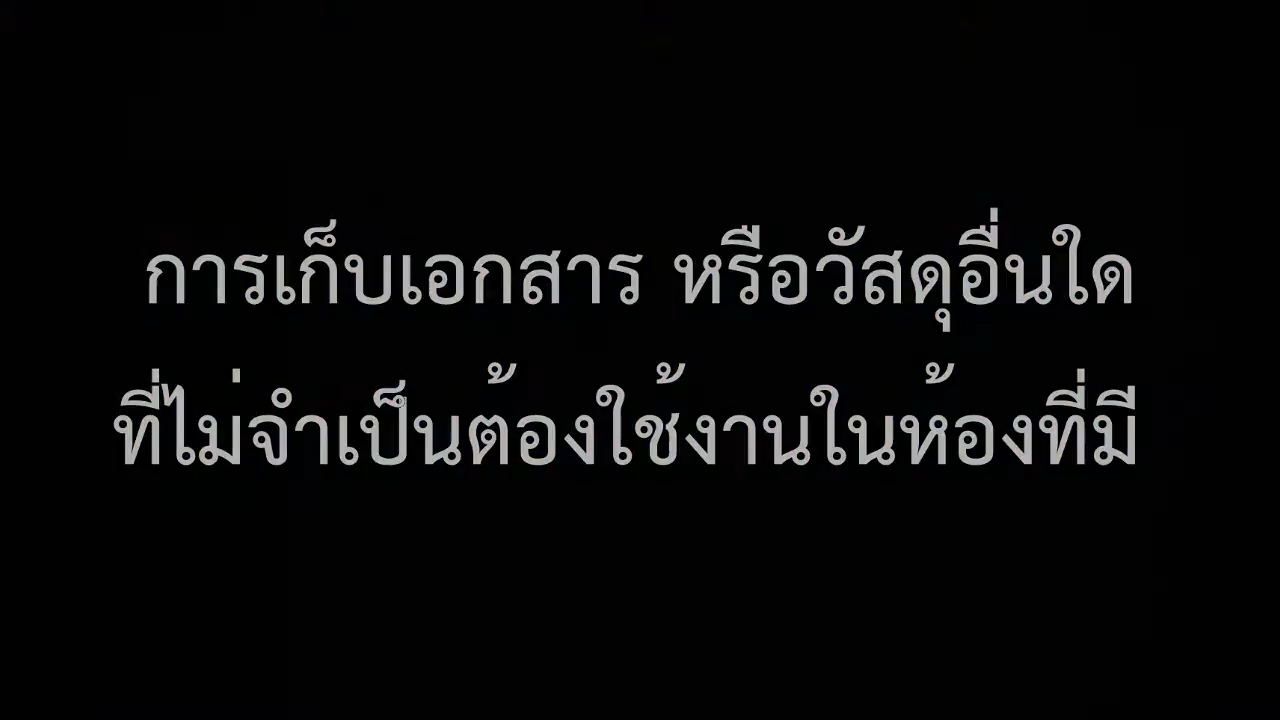 การเก็บเอกสาร หรือวัสดุอื่นใด
ที่ไม่จำเป็นต้องใช้งานในห้องที่มี